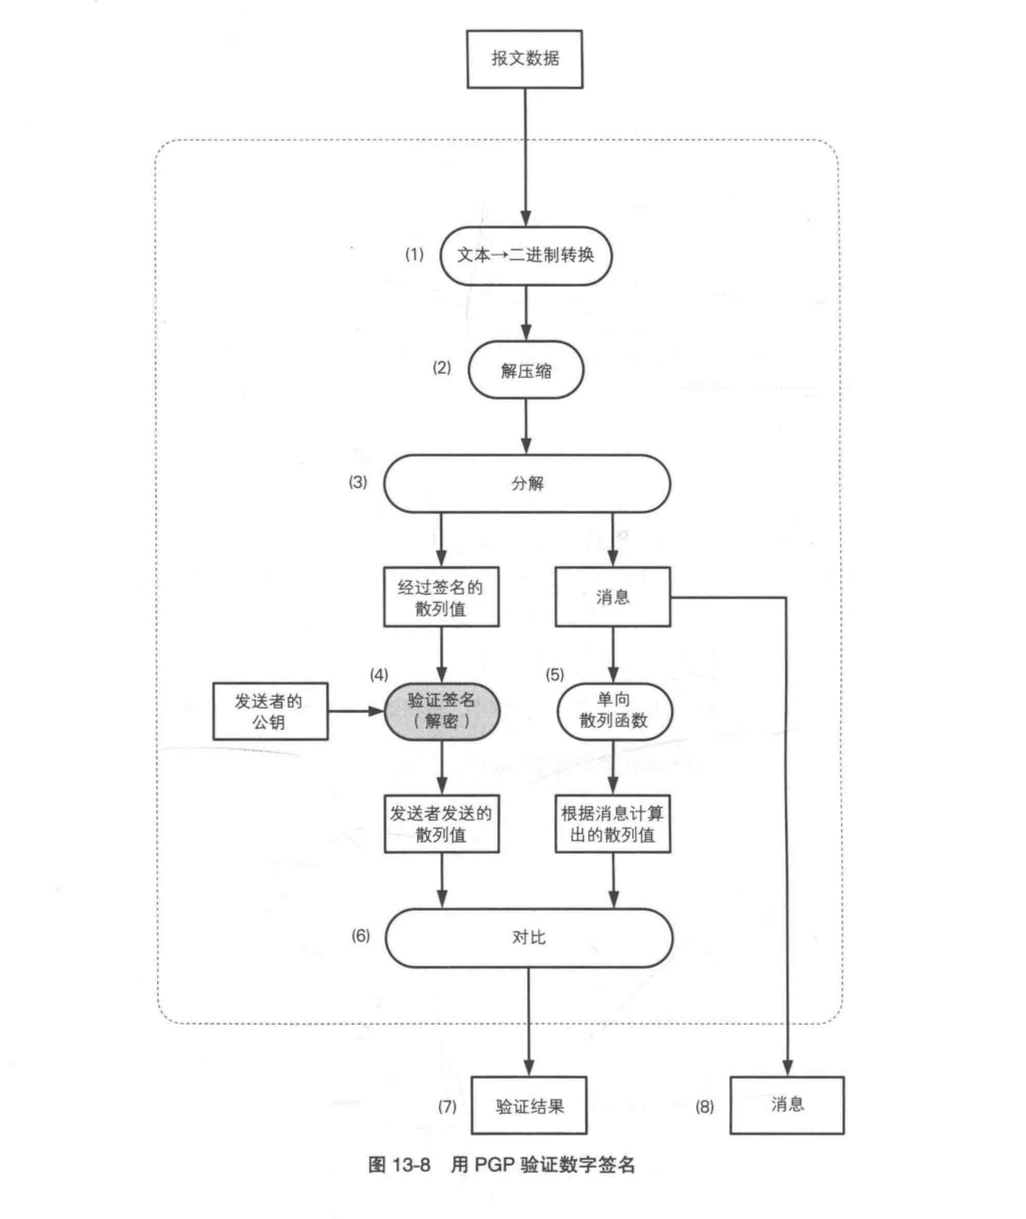 报文数据
(1)
文本→二进制转换
(2)
解压缩
(3)
分解
经过签名的
散列值
消息
(4)
(5)
发送者的
公钥
验证签名
（解密）
单向
散列函数
发送者发送的
散列值
根据消息计算
出的散列值
(6)
对比
(7)
验证结果
(8)
消息
图 13-8 用 PGP 验证数字签名